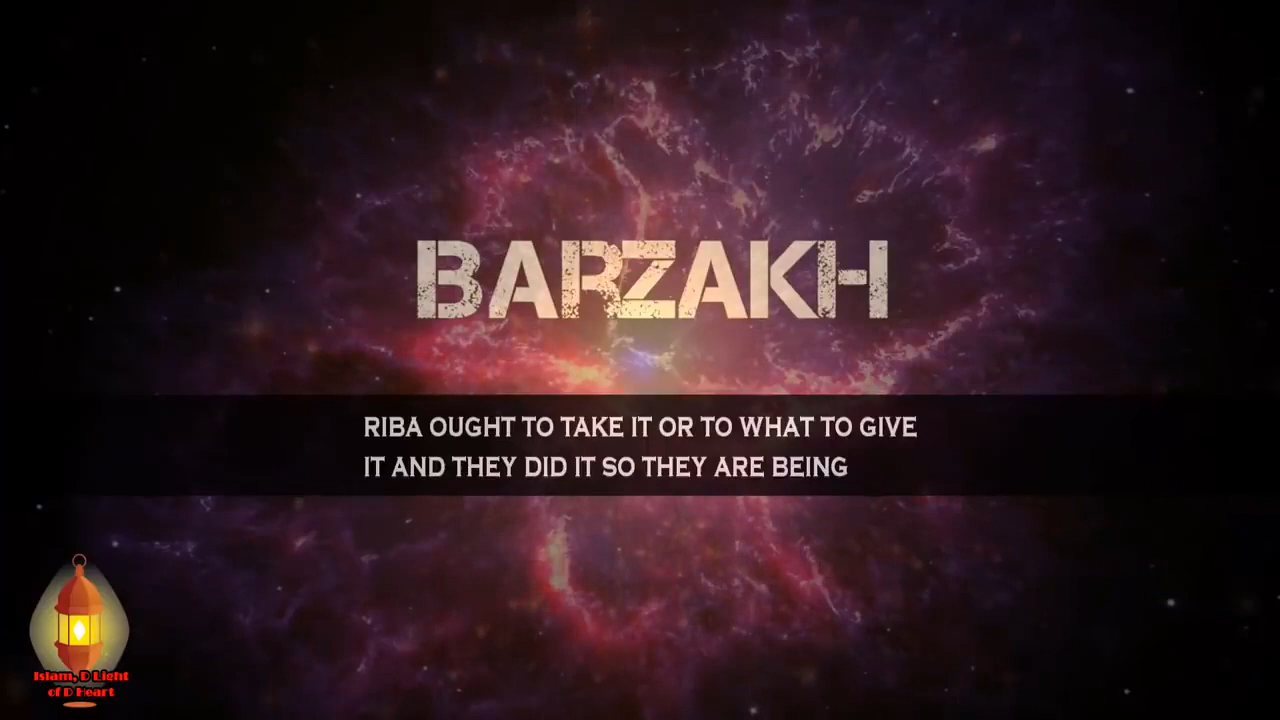 BARZAKH
RIBA OUGHT TO TAKE IT OR TO WHAT TO GIVE
IT AND THEY DID IT SO THEY ARE BEING
Islam, D Light
of D Heart